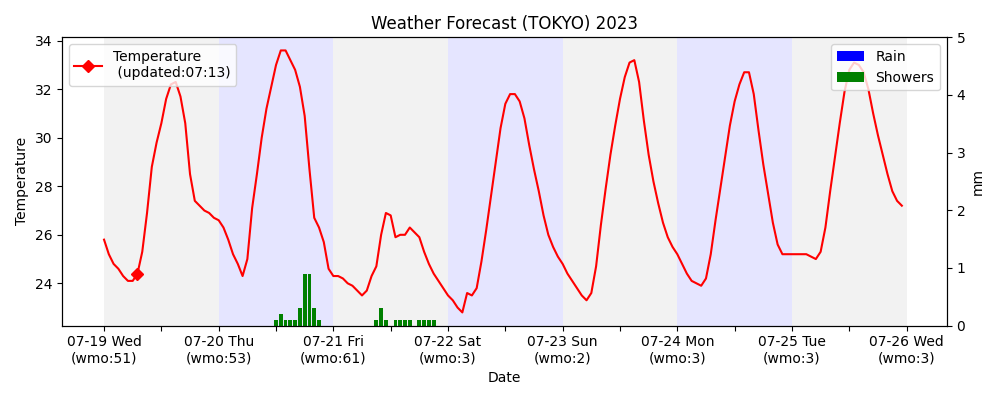 Weather Forecast (TOKYO) 2023
Temperature
(updated:07:13)
Rain
Showers
34
32
30
28
26
24
Temperature
5
4
3
2
1
0
mm
07-19 Wed
(wmo:51)
07-20 Thu
(wmo:53)
07-21 Fri
(wmo:61)
07-22 Sat
(wmo:3)
07-23 Sun
(wmo:2)
07-24 Mon
(wmo:3)
07-25 Tue
(wmo:3)
07-26 Wed
(wmo:3)
Date